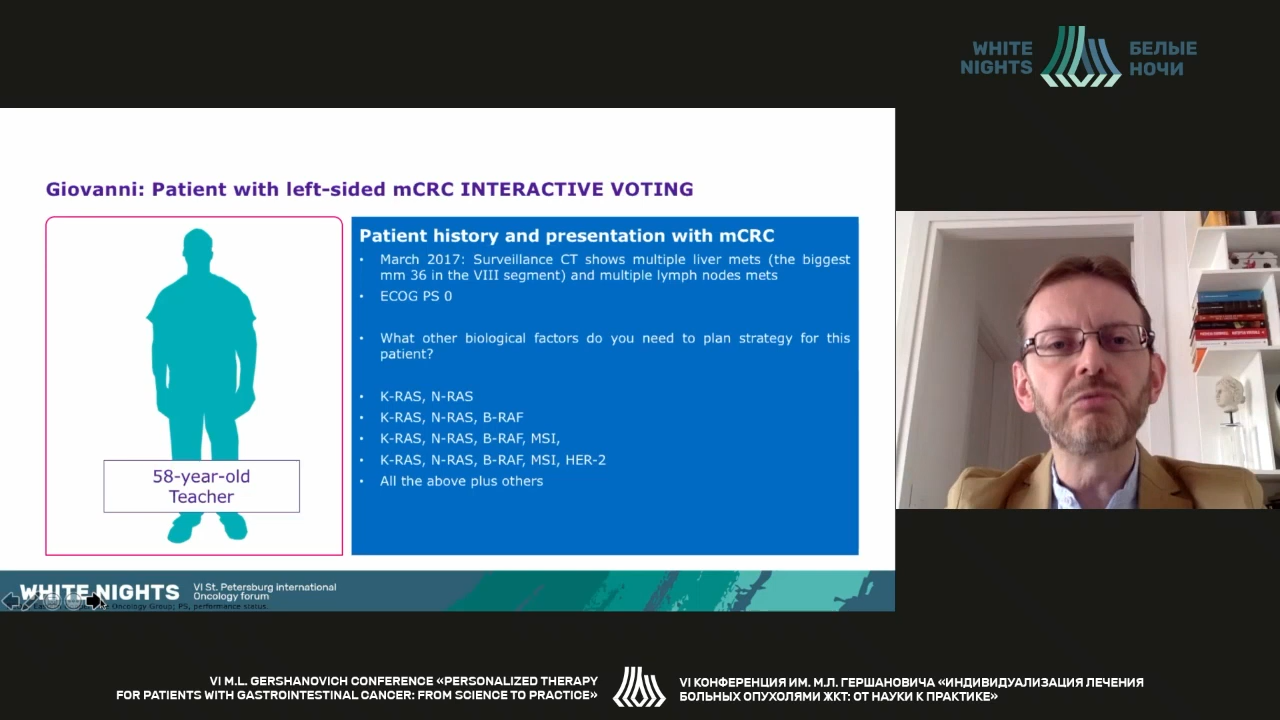 WHITE
NIGHTS
БЕЛЫЕ
НОЧИ
Giovanni: Patient with left-sided mCRC INTERACTIVE VOTING
58-year-old
Teacher
Patient history and presentation with mCRC
• March 2017: Surveillance CT shows multiple liver mets (the biggest
mm 36 in the VIII segment) and multiple lymph nodes mets
• ECOG PS 0
• What other biological factors do you need to plan strategy for this
patient?
• K-RAS, N-RAS
• K-RAS, N-RAS, B-RAF
• K-RAS, N-RAS, B-RAF, MSI,
• K-RAS, N-RAS, B-RAF, MSI, HER-2
• All the above plus others
WHITE NIGHTS
VI St. Petersburg international
Oncology forum
Oncology Group; PS, performance status.
VI M.L. GERSHANOVICH CONFERENCE «PERSONALIZED THERAPY
FOR PATIENTS WITH GASTROINTESTINAL CANCER: FROM SCIENCE TO PRACTICE»
VI КОНФЕРЕНЦИЯ ИМ. М.Л. ГЕРШАНОВИЧА «ИНДИВИДУАЛИЗАЦИЯ ЛЕЧЕНИЯ
БОЛЬНЫХ ОПУХОЛЯМИ ЖКТ: ОТ НАУКИ К ПРАКТИКЕ»